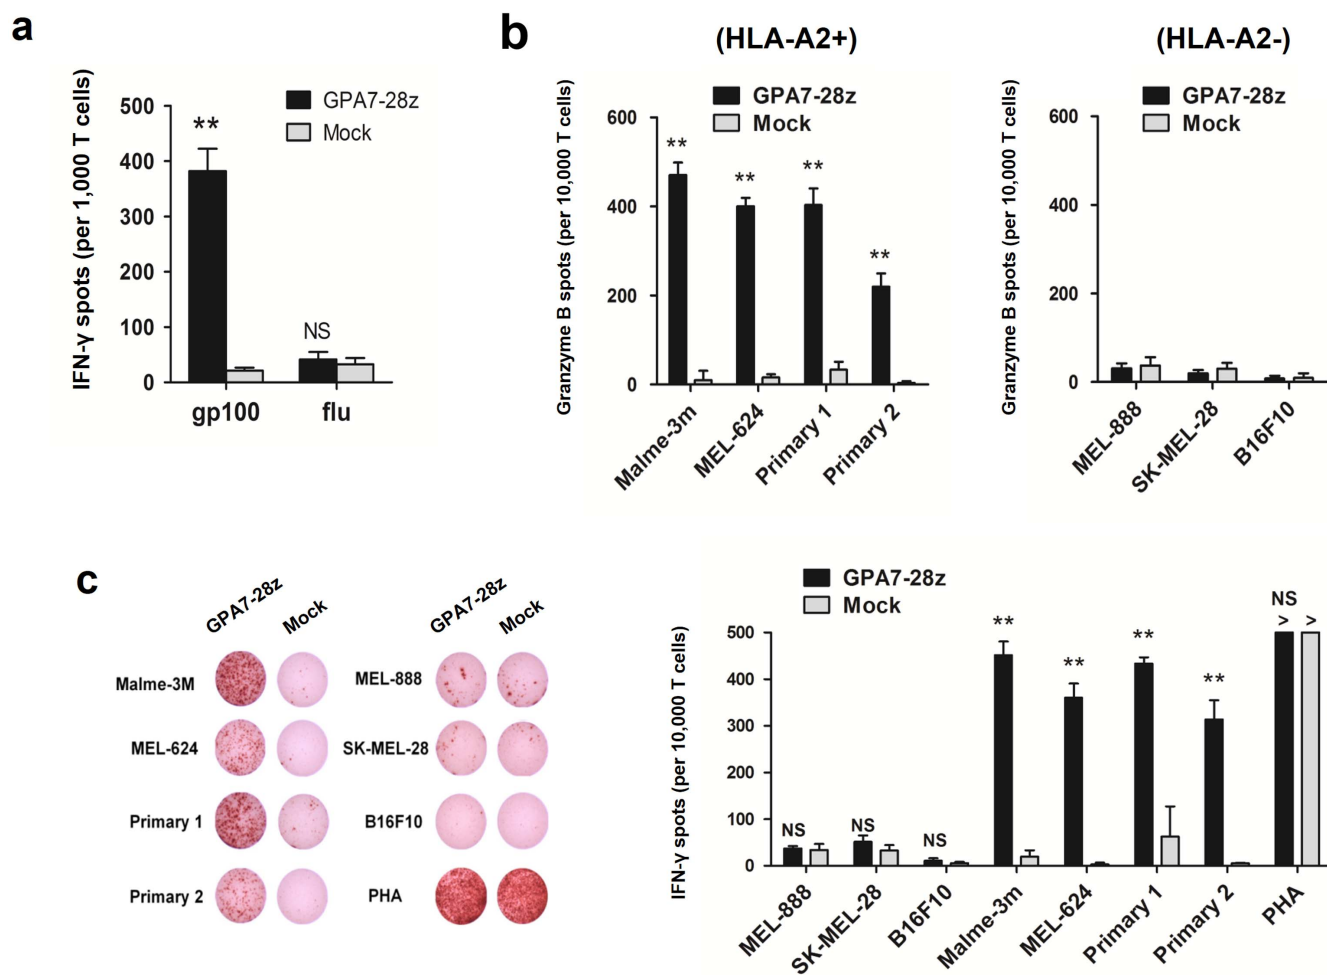 a
IFN-γ spots (per 1,000 T cells)
500
400
300
200
100
0
**
NS
GPA7-28z
Mock
gp100
flu
b
(HLA-A2+)
Granzyme B spots (per 10,000 T cells)
600
400
200
0
GPA7-28z
Mock
**
**
**
**
Malme-3m
MEL-624
Primary 1
Primary 2
(HLA-A2-)
Granzyme B spots (per 10,000 T cells)
600
400
200
0
GPA7-28z
Mock
MEL-888
SK-MEL-28
B16F10
c
GPA7-28z
Mock
GPA7-28z
Mock
Malme-3M
MEL-888
MEL-624
SK-MEL-28
Primary 1
B16F10
Primary 2
PHA
IFN-γ spots (per 10,000 T cells)
500
400
300
200
100
0
GPA7-28z
Mock
NS
NS
NS
**
**
**
**
NS
> >
MEL-888
SK-MEL-28
B16F10
Malme-3m
MEL-624
Primary 1
Primary 2
PHA